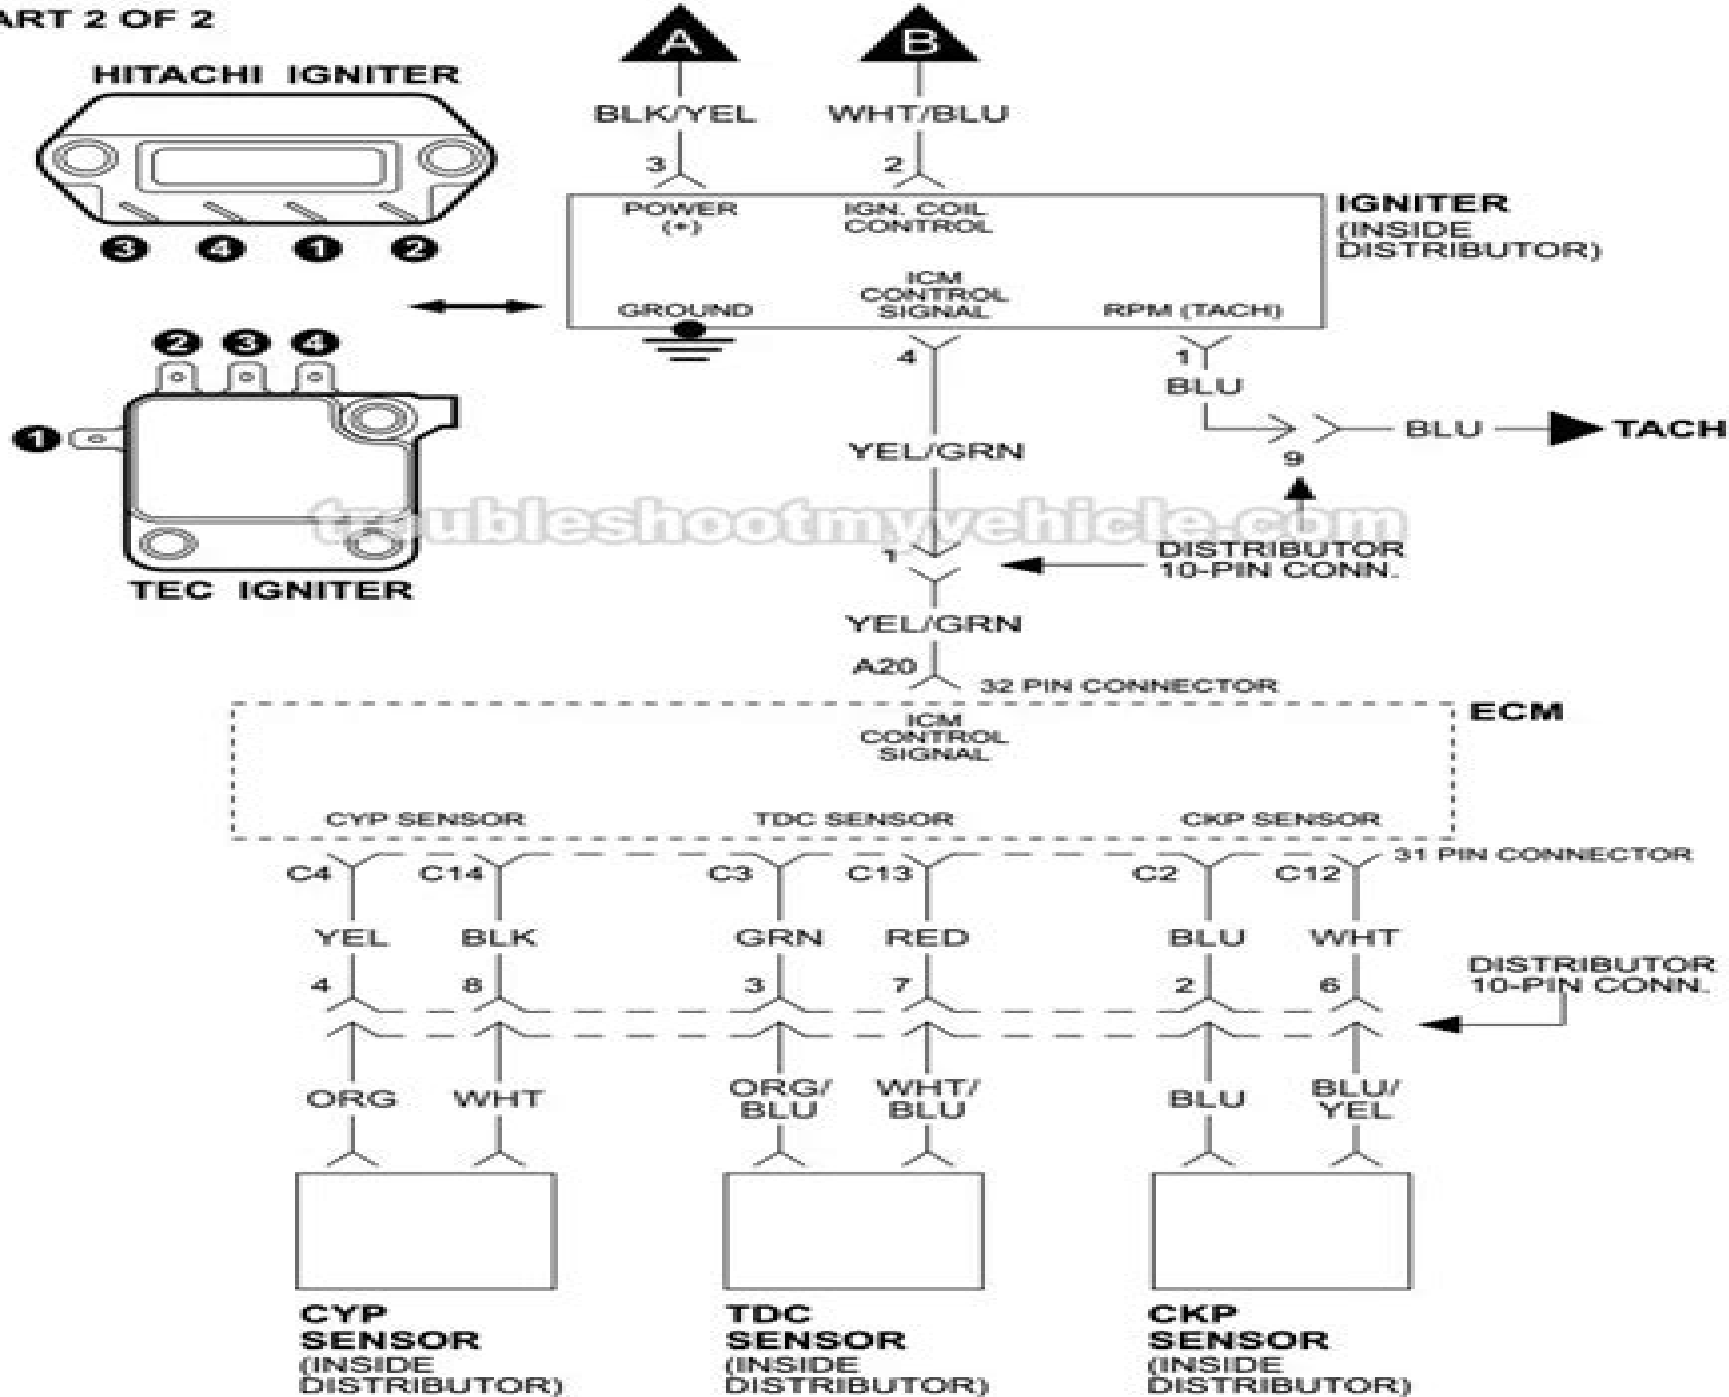 ART 2 OF 2
HITACHI IGNITER
3 4 1 2
2 3 4
1
TEC IGNITER
A B
BLK/YEL WHT/BLU
3 2
POWER
(+)
IGN. COIL
CONTROL
GROUND
ICM
CONTROL
SIGNAL
RPM (TACH)
IGNITER
(INSIDE
DISTRIBUTOR)
4 1
BLU
BLU TACH
9
YEL/GRN
troubleshootmyvehicle.com
1
DISTRIBUTOR
10-PIN CONN.
YEL/GRN
A20
32 PIN CONNECTOR
ECM
ICM
CONTROL
SIGNAL
CYP SENSOR TDC SENSOR CKP SENSOR
31 PIN CONNECTOR
C4 C14 C3 C13 C2 C12
YEL BLK GRN RED BLU WHT
4 8 3 7 2 6
DISTRIBUTOR
10-PIN CONN.
ORG WHT
ORG/
BLU
WHT/
BLU
BLU
BLU/
YEL
CYP
SENSOR
(INSIDE
DISTRIBUTOR)
TDC
SENSOR
(INSIDE
DISTRIBUTOR)
CKP
SENSOR
(INSIDE
DISTRIBUTOR)